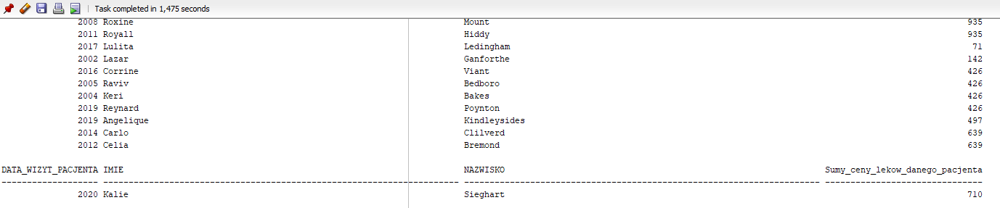 Task completed in 1,475 seconds
2008 Roxine Mount 935
2011 Royall Hiddy 935
2017 Lulita Ledingham 71
2002 Lazar Ganforthe 142
2016 Corrine Viant 426
2005 Raviv Bedboro 426
2004 Keri Bakes 426
2019 Reynard Poynton 426
2019 Angelique Kindleysides 497
2014 Carlo Clilverd 639
2012 Celia Bremond 639
DATA_WIZYT_PACJENTA IMIE NAZWISKO Sumy_ceny_lekow_danego_pacjenta
2020 Kalie Sieghart 710